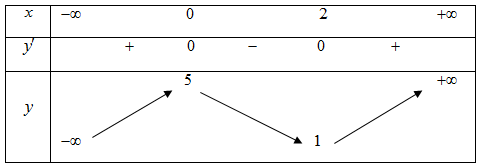 x −∞ 0 2 +∞
y' + 0 − 0 +
5 +∞
y
−∞ 1